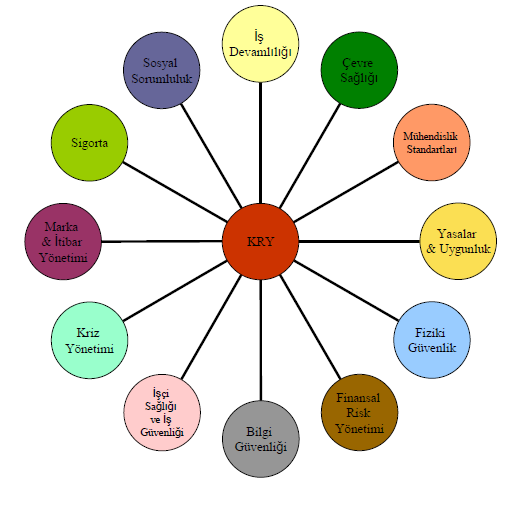 İş
Devamlılığı
Çevre
Sağlığı
Mühendislik
Standartları
Yasalar
& Uygunluk
Fiziki
Güvenlik
Finansal
Risk
Yönetimi
Bilgi
Güvenliği
İşçi
Sağlığı
ve İş
Güvenliği
Kriz
Yönetimi
Marka
& İtibar
Yönetimi
Sigorta
Sosyal
Sorumluluk
KRY